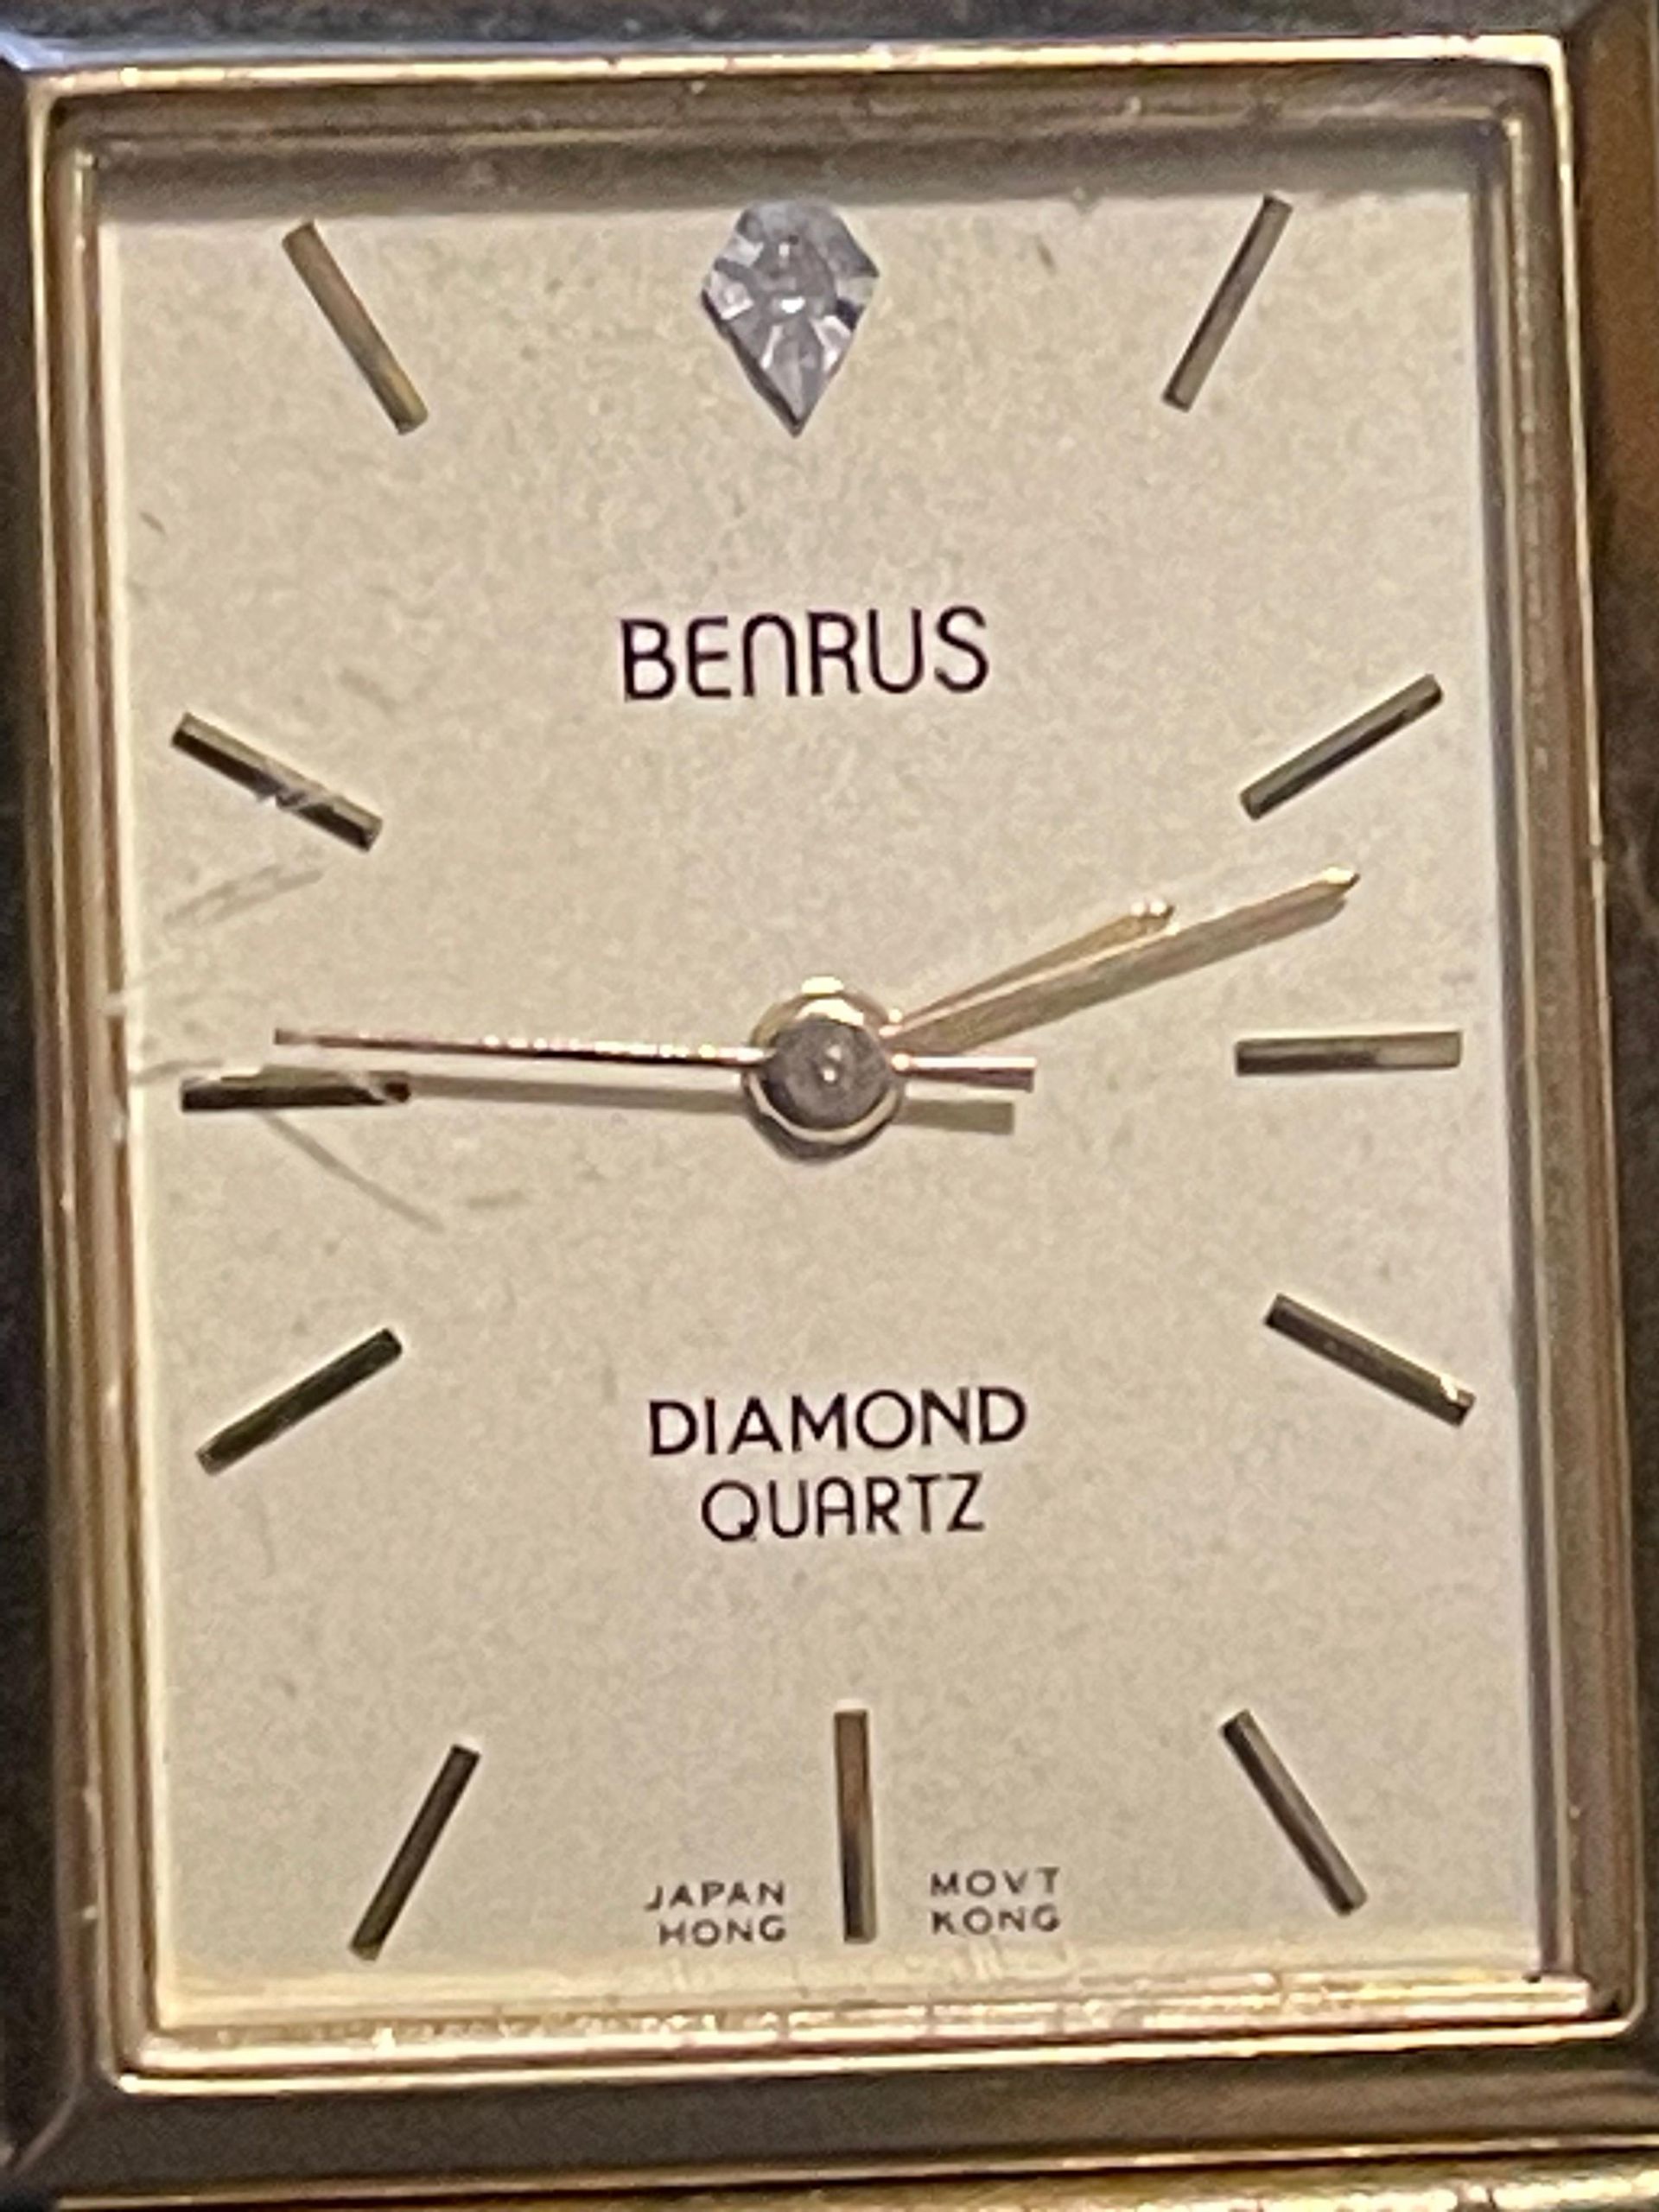 BENRUS
DIAMOND
QUARTZ
JAPAN MOVT
HONG KONG